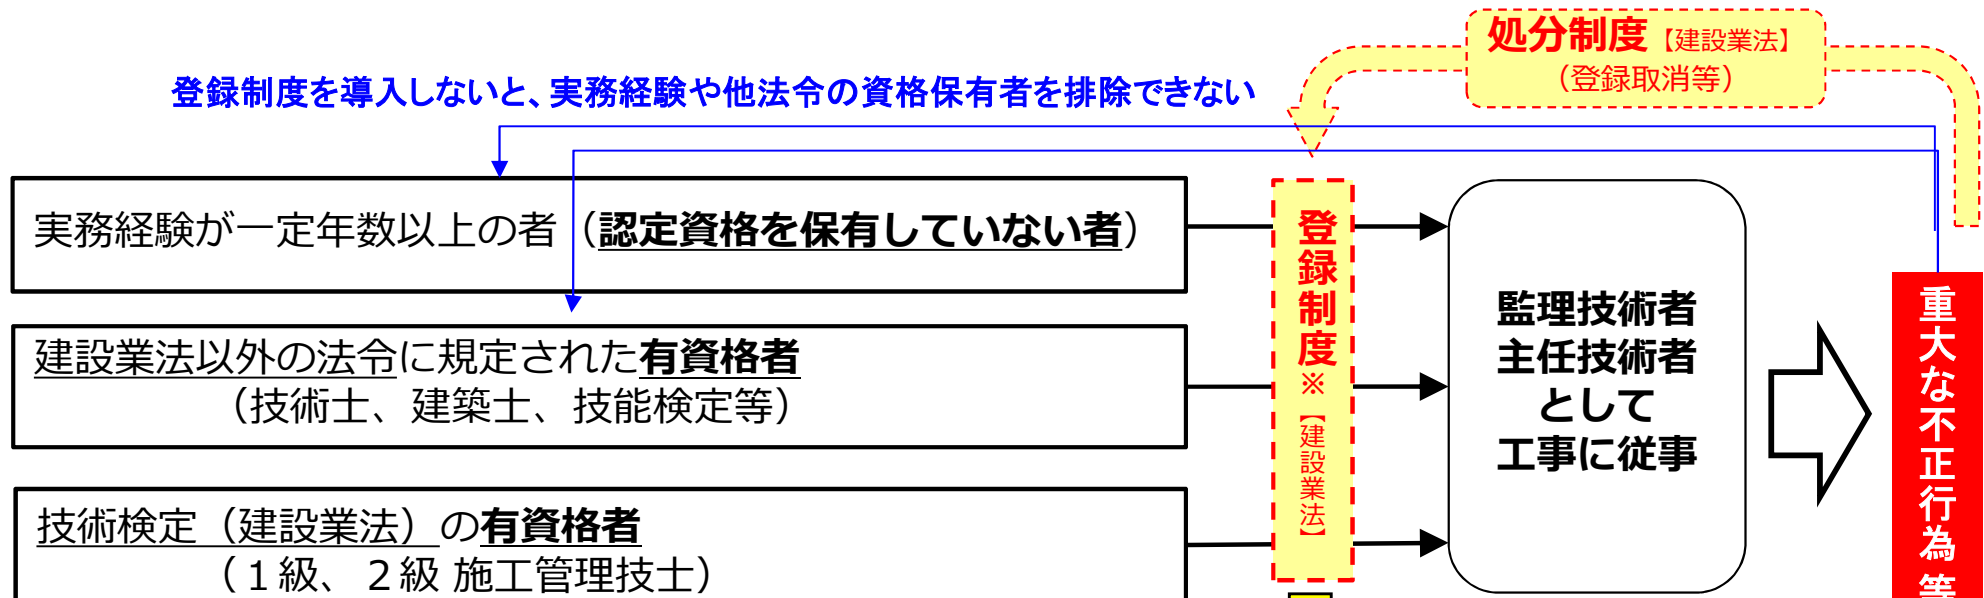 処分制度【建設業法】
（登録取消等）
登録制度を導入しないと、実務経験や他法令の資格保有者を排除できない
実務経験が一定年数以上の者（認定資格を保有していない者）
建設業法以外の法令に規定された有資格者
（技術士、建築士、技能検定等）
技術検定（建設業法）の有資格者
（１級、２級 施工管理技士）
登録制度※【建設業法】
監理技術者
主任技術者
として
工事に従事
重大な不正行為 等